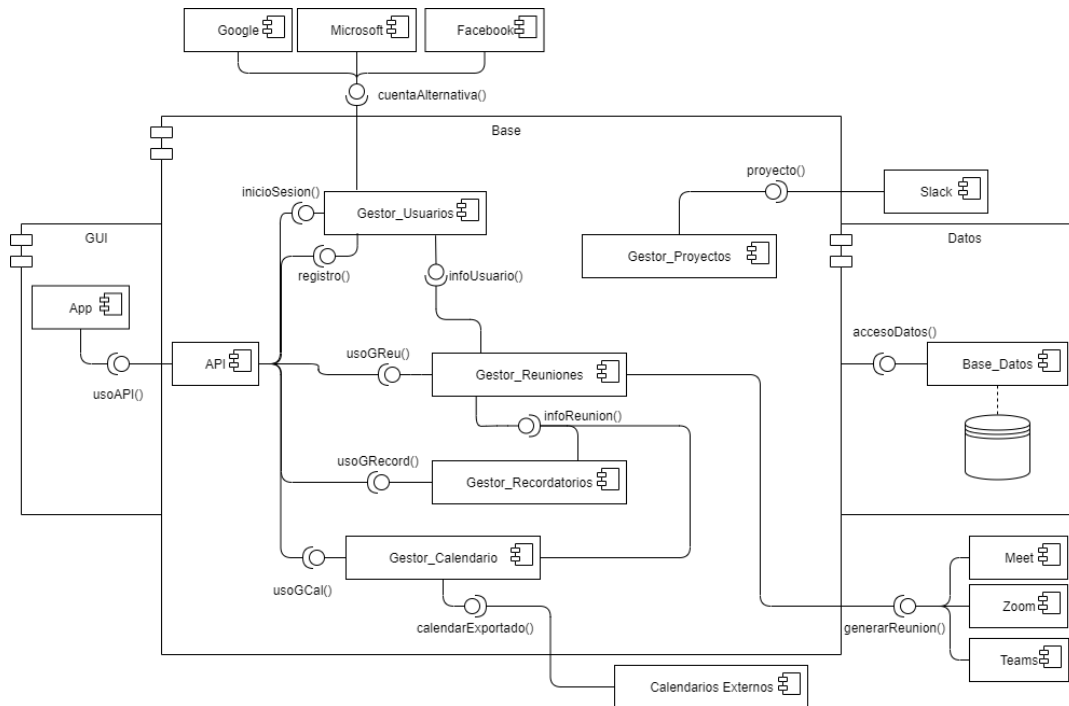 Google
Microsoft
Facebook
cuentaAlternativa()
Base
proyecto()
inicioSesion()
Slack
Gestor_Usuarios
GUI
Datos
Gestor_Proyectos
registro()
infoUsuario()
App
accesoDatos()
usoGReu()
API
Gestor_Reuniones
Base_Datos
usoAPI()
infoReunion()
usoGRecord()
Gestor_Recordatorios
Gestor_Calendario
Meet
usoGCal()
Zoom
calendarExportado()
generarReunion()
Teams
Calendarios Externos